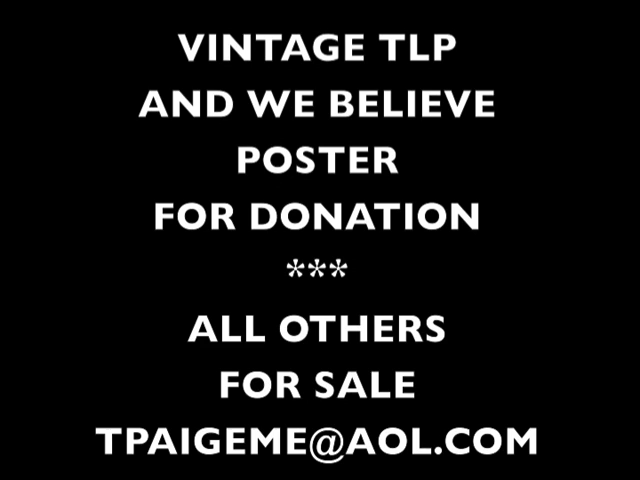 VINTAGE TLP
AND WE BELIEVE
POSTER
FOR DONATION
***
ALL OTHERS
FOR SALE
TPAIGEME@AOL.COM